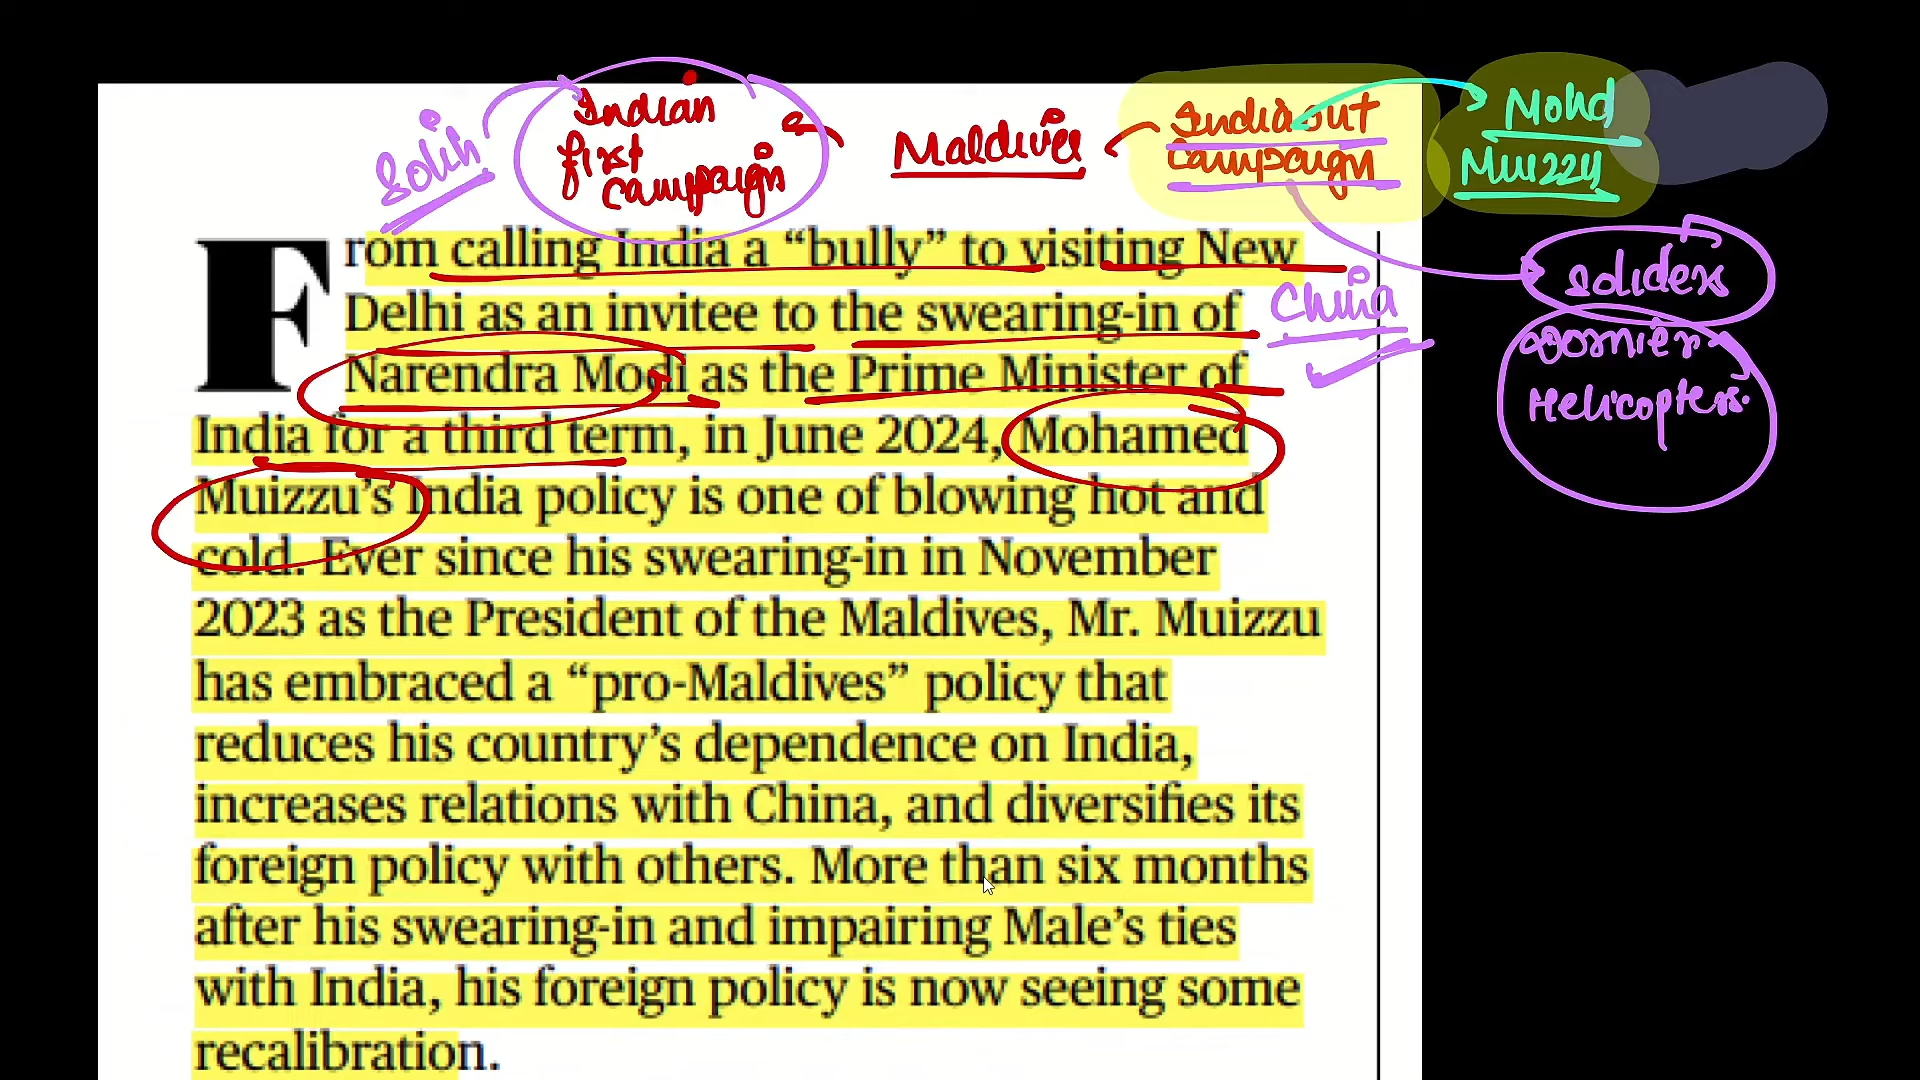 Solih
Indian
first
campaign
Maldives
Indiaout
campaign
Mohd
Muizzu
From calling India a “bully” to visiting New
Delhi as an invitee to the swearing-in of
Narendra Modi as the Prime Minister of
India for a third term, in June 2024, Mohamed
Muizzu’s India policy is one of blowing hot and
cold. Ever since his swearing-in in November
2023 as the President of the Maldives, Mr. Muizzu
has embraced a “pro-Maldives” policy that
reduces his country’s dependence on India,
increases relations with China, and diversifies its
foreign policy with others. More than six months
after his swearing-in and impairing Male’s ties
with India, his foreign policy is now seeing some
recalibration.
China
Soliders
Dornier
Helicopters.